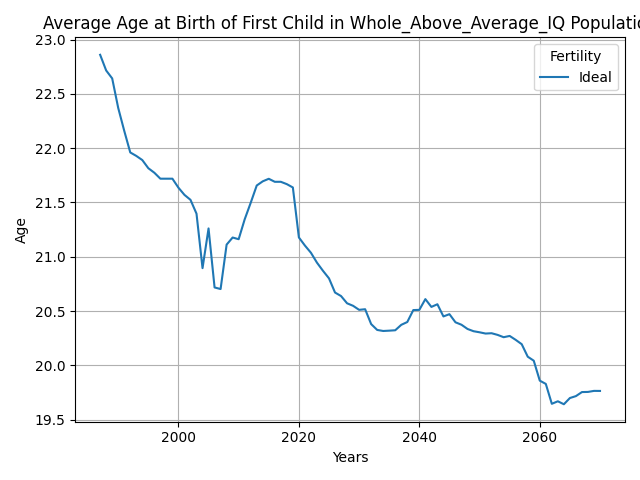 Average Age at Birth of First Child in Whole_Above_Average_IQ Populatio
23.0
22.5
22.0
21.5
21.0
20.5
20.0
19.5
Age
Fertility
Ideal
2000
2020
2040
2060
Years